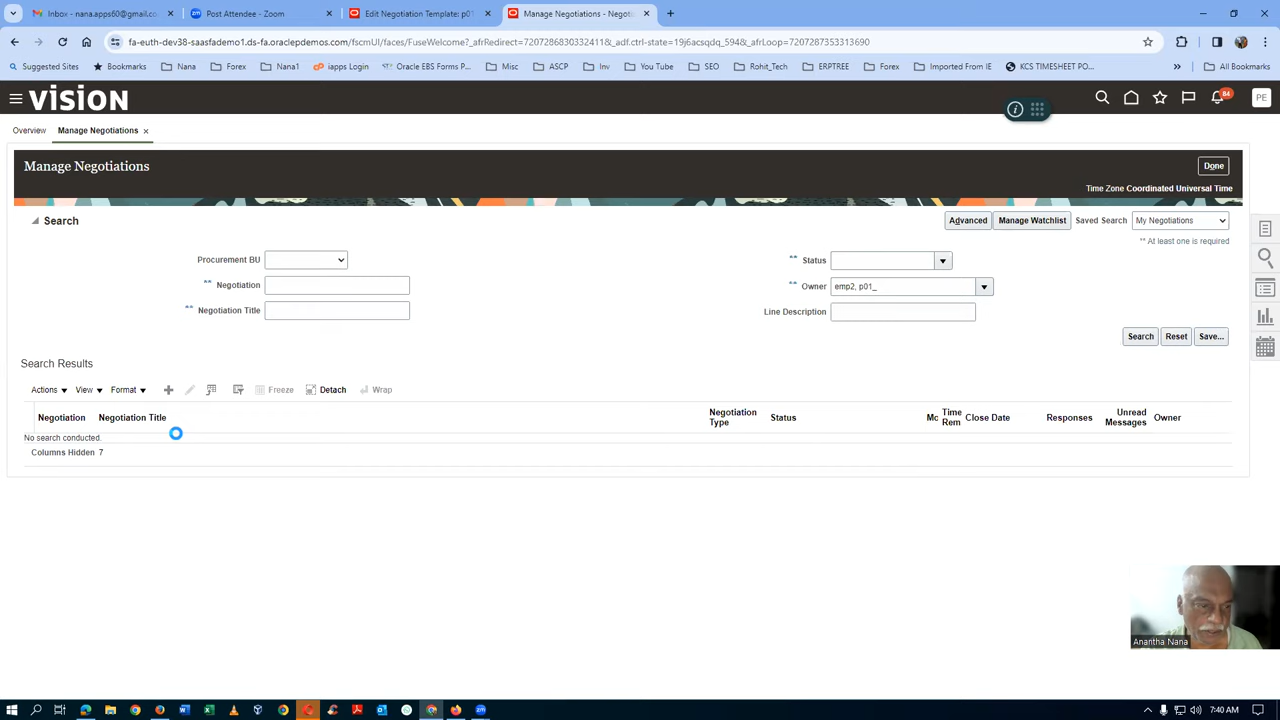 Inbox - nana.apps60@gmail.co
Post Attendee - Zoom
Edit Negotiation Template: p01
Manage Negotiations - Negotia
fa-euth-dev38-saasfademo1.ds-fa.oraclepdemos.com/fscmUI/faces/FuseWelcome?_afrRedirect=7207286830332411&_adf.ctrl-state=19j6acsqdq_594&_afrLoop=7207287353313690
Suggested Sites
Bookmarks
Nana
Forex
Nana1
iapps Login
Oracle EBS Forms P...
Misc
ASCP
Inv
You Tube
SEO
Rohit_Tech
ERPTREE
Forex
Imported From IE
KCS TIMESHEET PO...
All Bookmarks
VISION
84
PE
Overview
Manage Negotiations
Manage Negotiations
Done
Time Zone Coordinated Universal Time
Search
Advanced
Manage Watchlist
Saved Search
My Negotiations
** At least one is required
Procurement BU
** Status
** Negotiation
** Owner emp2, p01_
** Negotiation Title
Line Description
Search
Reset
Save...
Search Results
Actions
View
Format
Freeze
Detach
Wrap
Negotiation
Negotiation Title
Negotiation Type
Status
Mc
Time Rem
Close Date
Responses
Unread Messages
Owner
No search conducted.
Columns Hidden 7
Anantha Nana
7:40 AM